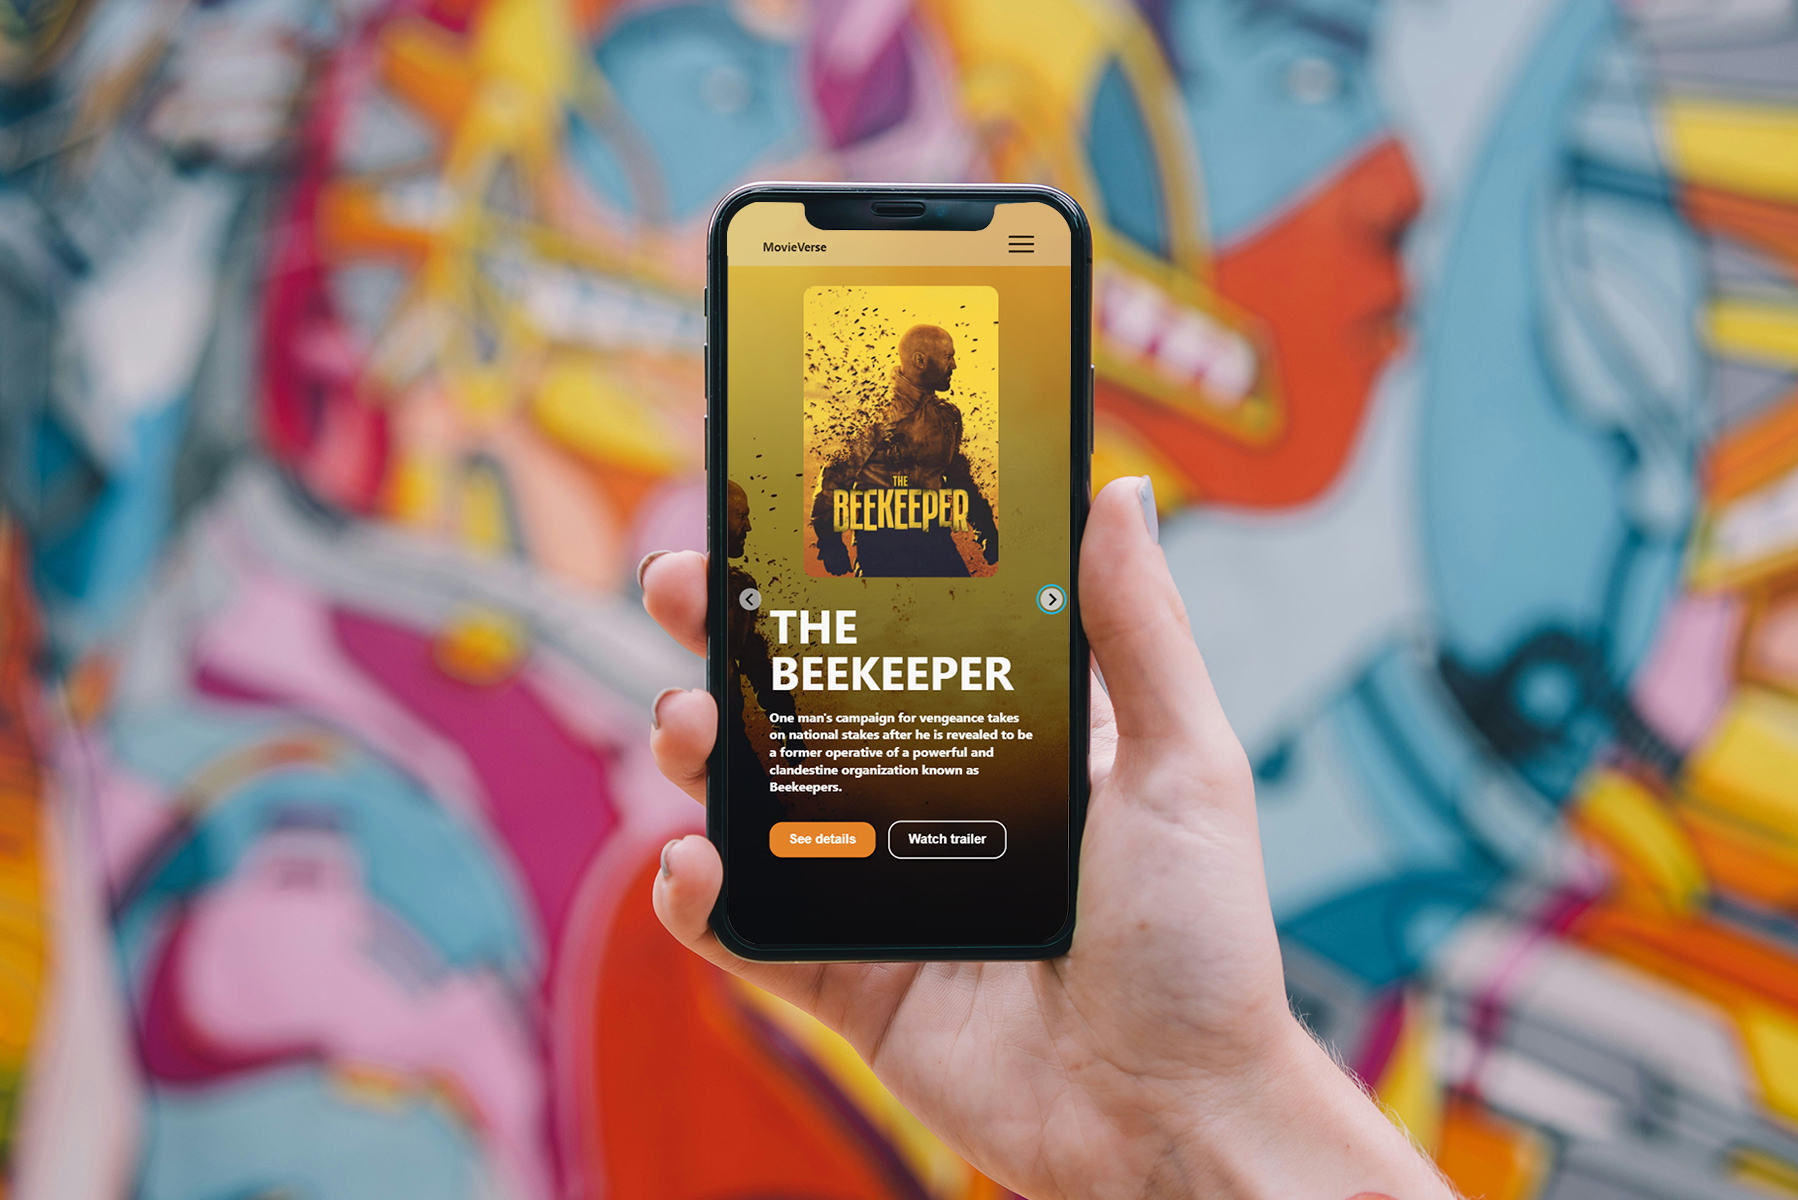 MovieVerse
THE
BEEKEEPER
THE
BEEKEEPER
One man's campaign for vengeance takes
on national stakes after he is revealed to be
a former operative of a powerful and
clandestine organization known as
Beekeepers.
See details
Watch trailer